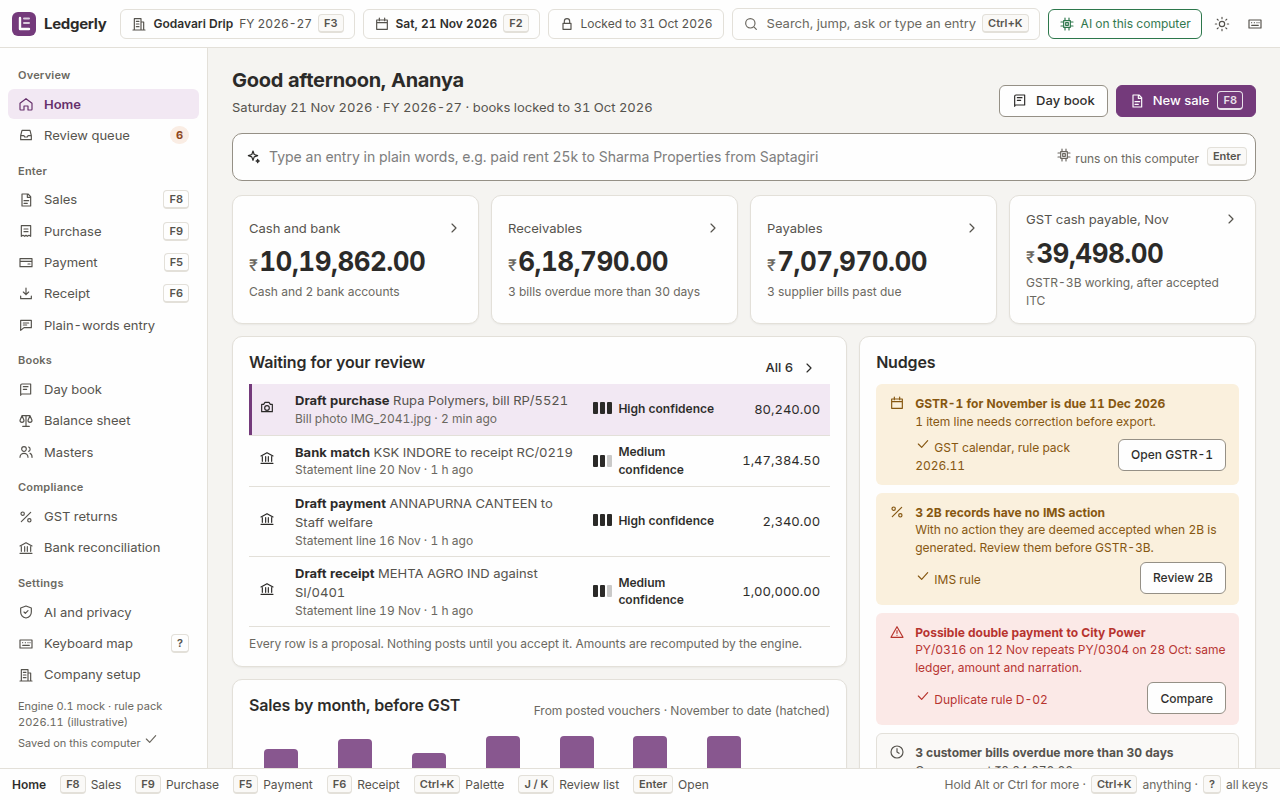 Ledgerly
Godavari Drip FY 2026-27 F3
Sat, 21 Nov 2026 F2
Locked to 31 Oct 2026
Search, jump, ask or type an entry Ctrl+K
AI on this computer
Overview
Home
Review queue 6
Enter
Sales F8
Purchase F9
Payment F5
Receipt F6
Plain-words entry
Books
Day book
Balance sheet
Masters
Compliance
GST returns
Bank reconciliation
Settings
AI and privacy
Keyboard map ?
Company setup
Engine 0.1 mock · rule pack
2026.11 (illustrative)
Saved on this computer
Good afternoon, Ananya
Saturday 21 Nov 2026 · FY 2026-27 · books locked to 31 Oct 2026
Day book
New sale F8
Type an entry in plain words, e.g. paid rent 25k to Sharma Properties from Saptagiri
runs on this computer Enter
Cash and bank
₹10,19,862.00
Cash and 2 bank accounts
Receivables
₹6,18,790.00
3 bills overdue more than 30 days
Payables
₹7,07,970.00
3 supplier bills past due
GST cash payable, Nov
₹39,498.00
GSTR-3B working, after accepted
ITC
Waiting for your review
All 6
Draft purchase Rupa Polymers, bill RP/5521
Bill photo IMG_2041.jpg · 2 min ago
High confidence
80,240.00
Bank match KSK INDORE to receipt RC/0219
Statement line 20 Nov · 1 h ago
Medium
confidence
1,47,384.50
Draft payment ANNAPURNA CANTEEN to
Staff welfare
Statement line 16 Nov · 1 h ago
High confidence
2,340.00
Draft receipt MEHTA AGRO IND against
SI/0401
Statement line 19 Nov · 1 h ago
Medium
confidence
1,00,000.00
Every row is a proposal. Nothing posts until you accept it. Amounts are recomputed by the engine.
Sales by month, before GST
From posted vouchers · November to date (hatched)
Nudges
GSTR-1 for November is due 11 Dec 2026
1 item line needs correction before export.
GST calendar, rule pack
2026.11
Open GSTR-1
3 2B records have no IMS action
With no action they are deemed accepted when 2B is
generated. Review them before GSTR-3B.
IMS rule
Review 2B
Possible double payment to City Power
PY/0316 on 12 Nov repeats PY/0304 on 28 Oct: same
ledger, amount and narration.
Duplicate rule D-02
Compare
3 customer bills overdue more than 30 days
Home F8 Sales F9 Purchase F5 Payment F6 Receipt Ctrl+K Palette J / K Review list Enter Open
Hold Alt or Ctrl for more · Ctrl+K anything · ? all keys